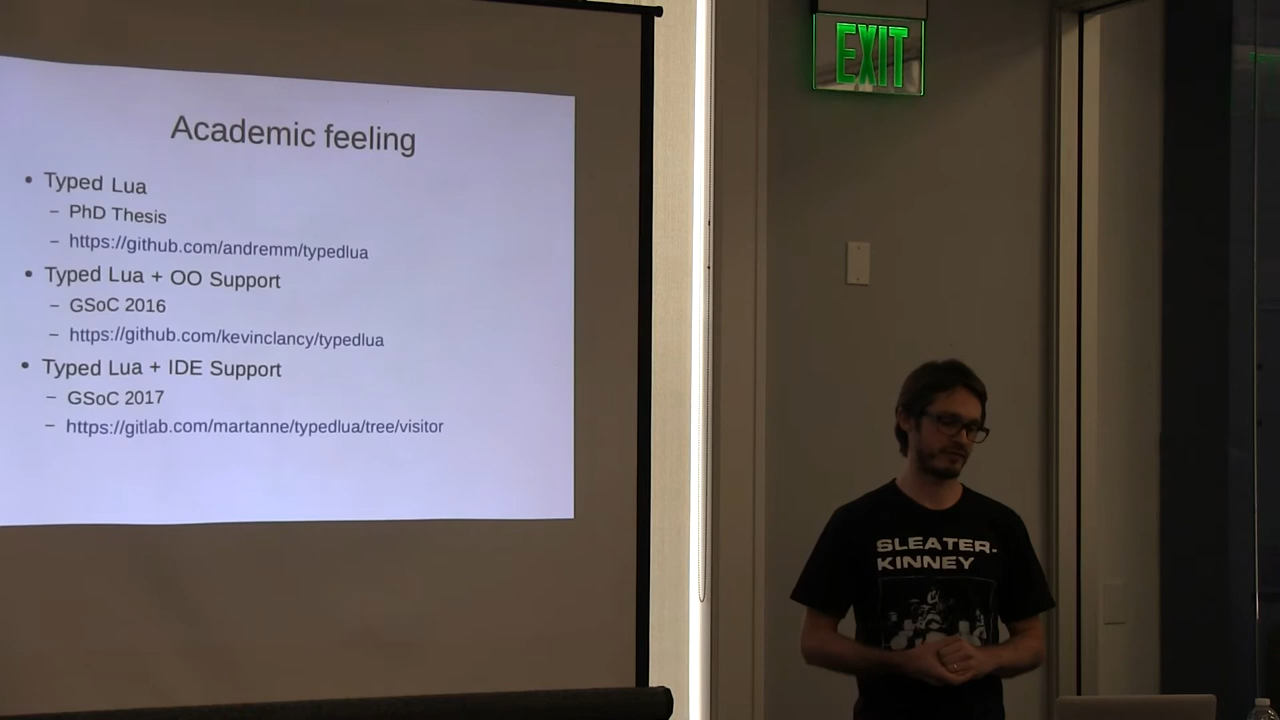 Academic feeling
• Typed Lua
– PhD Thesis
– https://github.com/andremm/typedlua
• Typed Lua + OO Support
– GSoC 2016
– https://github.com/kevinclancy/typedlua
• Typed Lua + IDE Support
– GSoC 2017
– https://gitlab.com/martanne/typedlua/tree/visitor
EXIT
SLEATER-
KINNEY